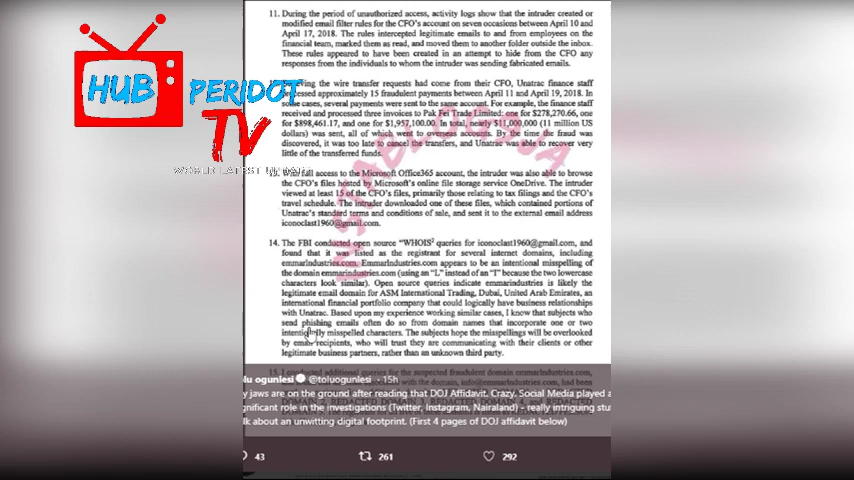 11. During the period of unauthorized access, activity logs show that the intruder created or
modified email filter rules for the CFO's account on seven occasions between April 10 and
April 17, 2018. The rules intercepted legitimate emails to and from employees on the
financial team, marked them as read, and moved them to another folder outside the inbox.
These rules appeared to have been created in an attempt to hide from the CFO any
responses from the individuals to whom the intruder was sending fabricated emails.
HUB
PERIDOT
TV
WORLD LATEST UPDATE
the wire transfer requests had come from their CFO, Unatrac finance staff
processed approximately 15 fraudulent payments between April 11 and April 19, 2018. In
some cases, several payments were sent to the same account. For example, the finance staff
received and processed three invoices to Pak Fei Trade Limited: one for $278,270.66, one
for $898,461.17, and one for $1,957,100.00. In total, nearly $11,000,000 (11 million US
dollars) was sent, all of which went to overseas accounts. By the time the fraud was
discovered, it was too late to cancel the transfers, and Unatrac was able to recover very
little of the transferred funds.
INSTABLOG9JA
full access to the Microsoft Office365 account, the intruder was also able to browse
the CFO's files hosted by Microsoft's online file storage service OneDrive. The intruder
viewed at least 15 of the CFO's files, primarily those relating to tax filings and the CFO's
travel schedule. The intruder downloaded one of these files, which contained portions of
Unatrac's standard terms and conditions of sale, and sent it to the external email address
iconoclast1960@gmail.com.
14. The FBI conducted open source "WHOIS" queries for iconoclast1960@gmail.com, and
found that it was listed as the registrant for several internet domains, including
emmarlndustries.com. Emmarlndustries.com appears to be an intentional misspelling of
the domain emmarindustries.com (using an "L" instead of an "I" because the two lowercase
characters look similar). Open source queries indicate emmarindustries is likely the
legitimate email domain for ASM International Trading, Dubai, United Arab Emirates, an
international financial portfolio company that could logically have business relationships
with Unatrac. Based upon my experience working similar cases, I know that subjects who
send phishing emails often do so from domain names that incorporate one or two
intentionally misspelled characters. The subjects hope the misspellings will be overlooked
by email recipients, who will trust they are communicating with their clients or other
legitimate business partners, rather than an unknown third party.
15. I conducted additional queries for the suspected fraudulent domain emmarlndustries.com,
lu ogunlesi @toluogunlesi · 15h
y jaws are on the ground after reading that DOJ Affidavit. Crazy. Social Media played a
gnificant role in the investigations (Twitter, Instagram, Nairaland) - really intriguing stu
lk about an unwitting digital footprint. (First 4 pages of DOJ affidavit below)
43 261 292